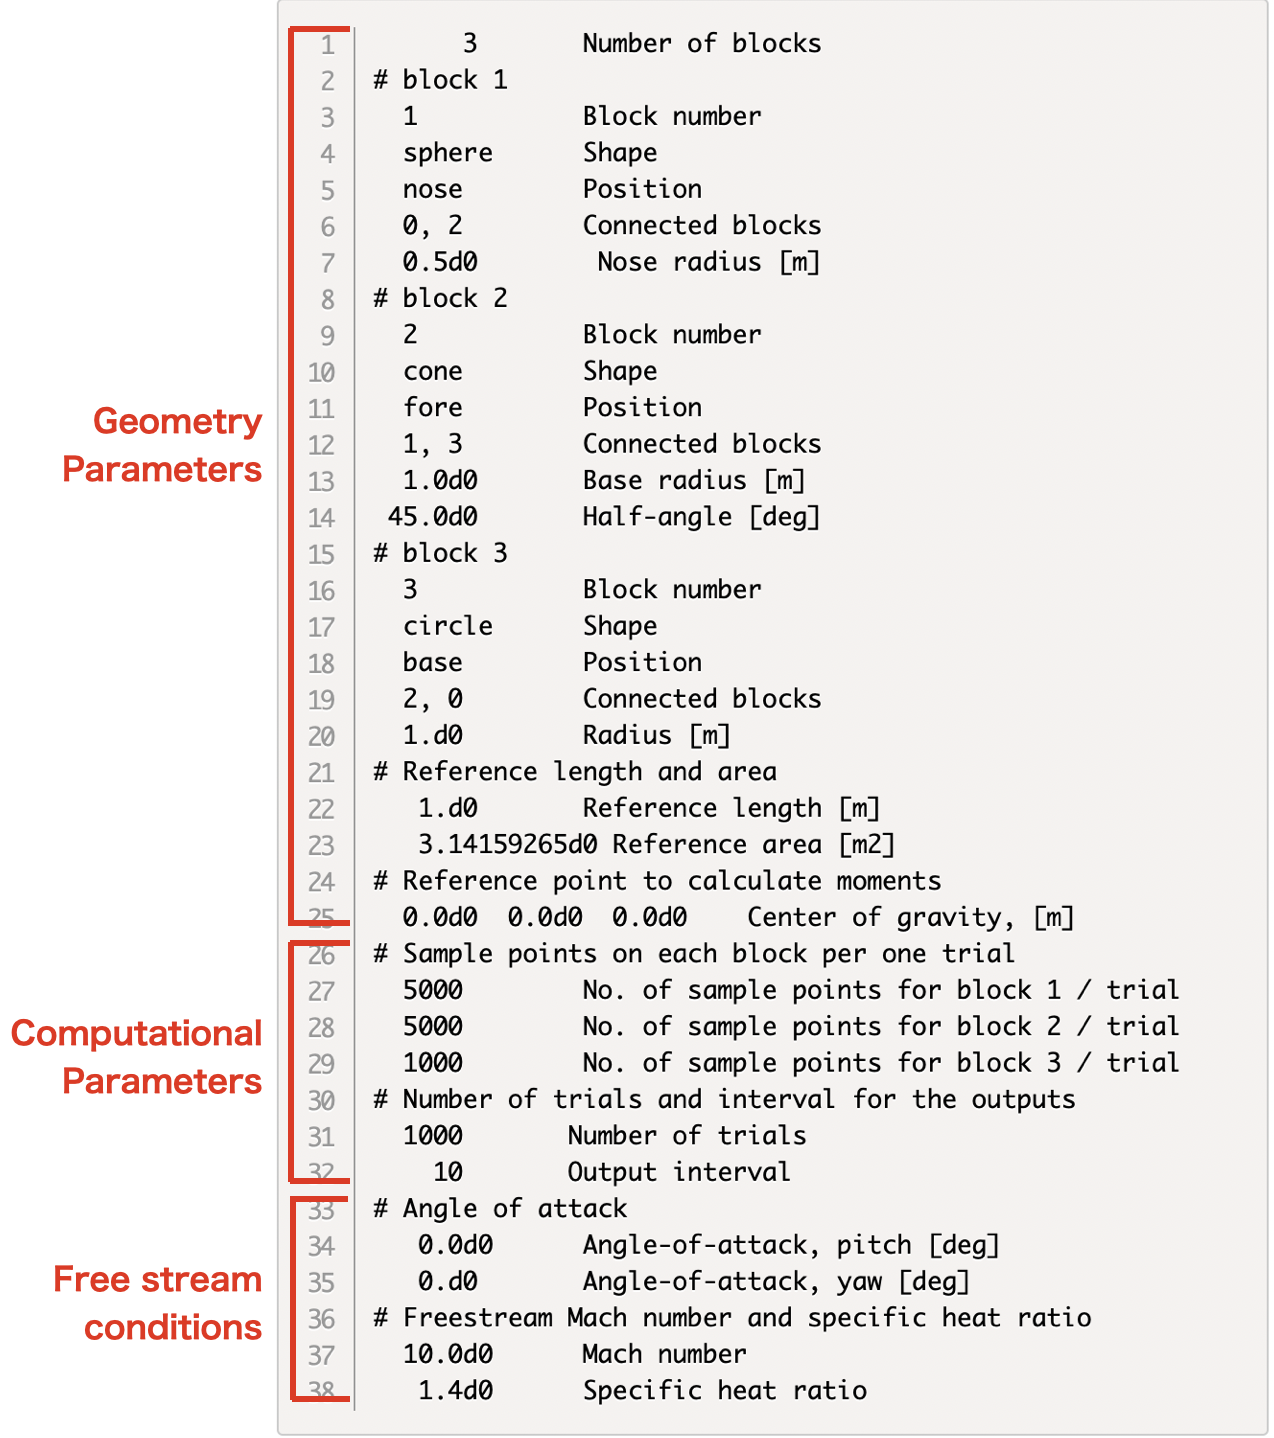 1 3 Number of blocks
2 # block 1
3 1 Block number
4 sphere Shape
5 nose Position
6 0, 2 Connected blocks
7 0.5d0 Nose radius [m]
8 # block 2
9 2 Block number
10 cone Shape
11 fore Position
12 1, 3 Connected blocks
13 1.0d0 Base radius [m]
14 45.0d0 Half-angle [deg]
15 # block 3
16 3 Block number
17 circle Shape
18 base Position
19 2, 0 Connected blocks
20 1.d0 Radius [m]
21 # Reference length and area
22 1.d0 Reference length [m]
23 3.14159265d0 Reference area [m2]
24 # Reference point to calculate moments
25 0.0d0 0.0d0 0.0d0 Center of gravity, [m]
Geometry
Parameters
26 # Sample points on each block per one trial
27 5000 No. of sample points for block 1 / trial
28 5000 No. of sample points for block 2 / trial
29 1000 No. of sample points for block 3 / trial
30 # Number of trials and interval for the outputs
31 1000 Number of trials
32 10 Output interval
Computational
Parameters
33 # Angle of attack
34 0.0d0 Angle-of-attack, pitch [deg]
35 0.d0 Angle-of-attack, yaw [deg]
36 # Freestream Mach number and specific heat ratio
37 10.0d0 Mach number
38 1.4d0 Specific heat ratio
Free stream
conditions